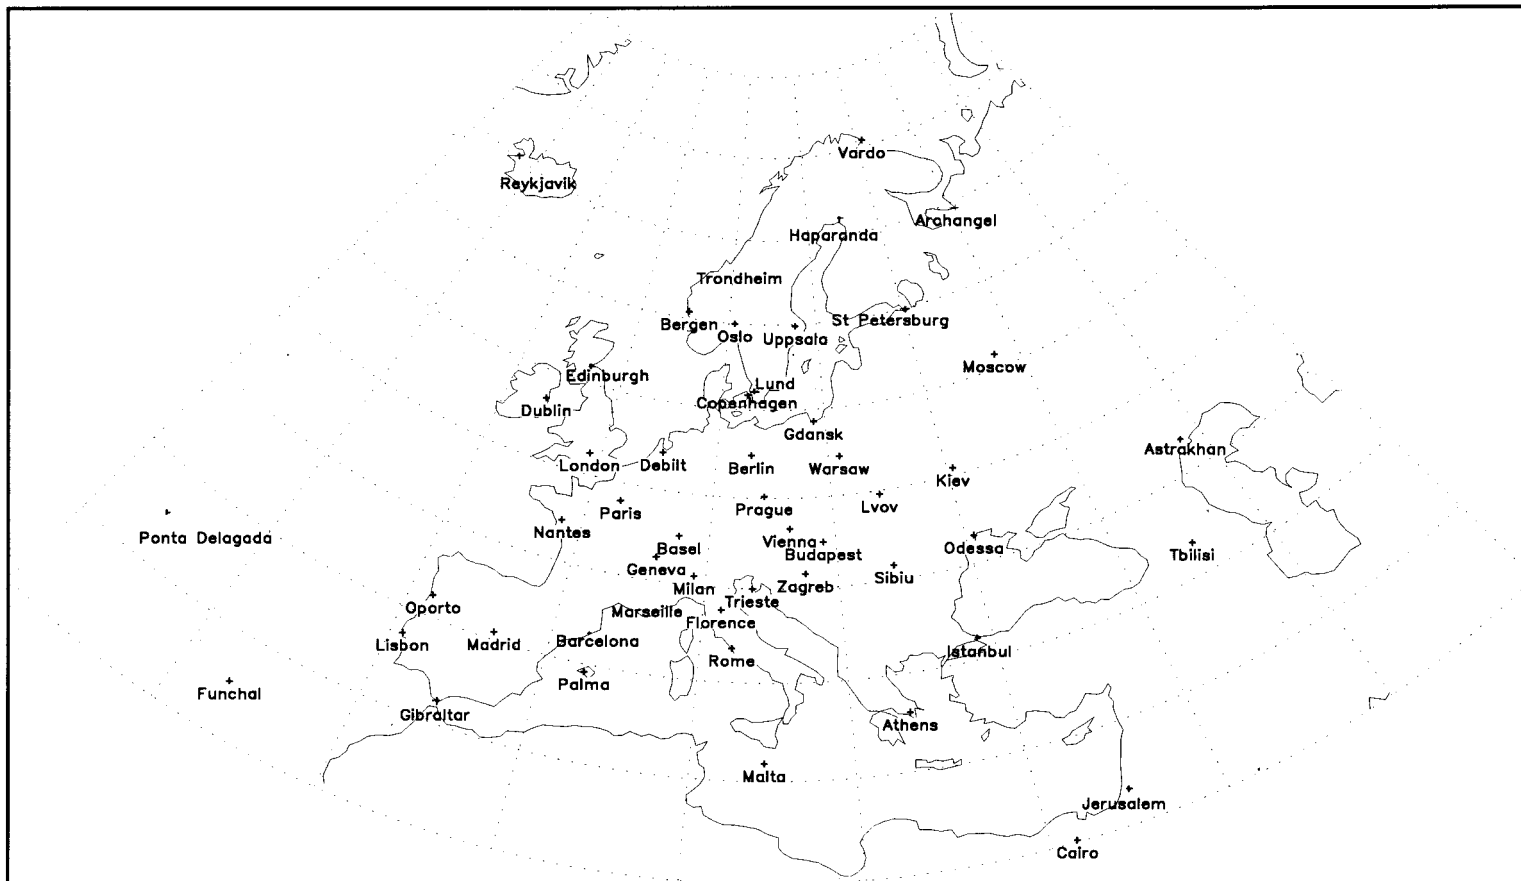 Vardo
Reykjavik
Archangel
Haparanda
Trondheim
Bergen
Oslo
Uppsala
St Petersburg
Moscow
Edinburgh
Lund
Copenhagen
Dublin
Gdansk
Astrakhan
London
Debilt
Berlin
Warsaw
Kiev
Paris
Prague
Lvov
Nantes
Ponta Delagada
Basel
Vienna
Budapest
Odessa
Tbilisi
Geneva
Milan
Zagreb
Sibiu
Trieste
Oporto
Marseille
Florence
Lisbon
Madrid
Barcelona
Rome
Istanbul
Palma
Funchal
Gibraltar
Athens
Malta
Jerusalem
Cairo